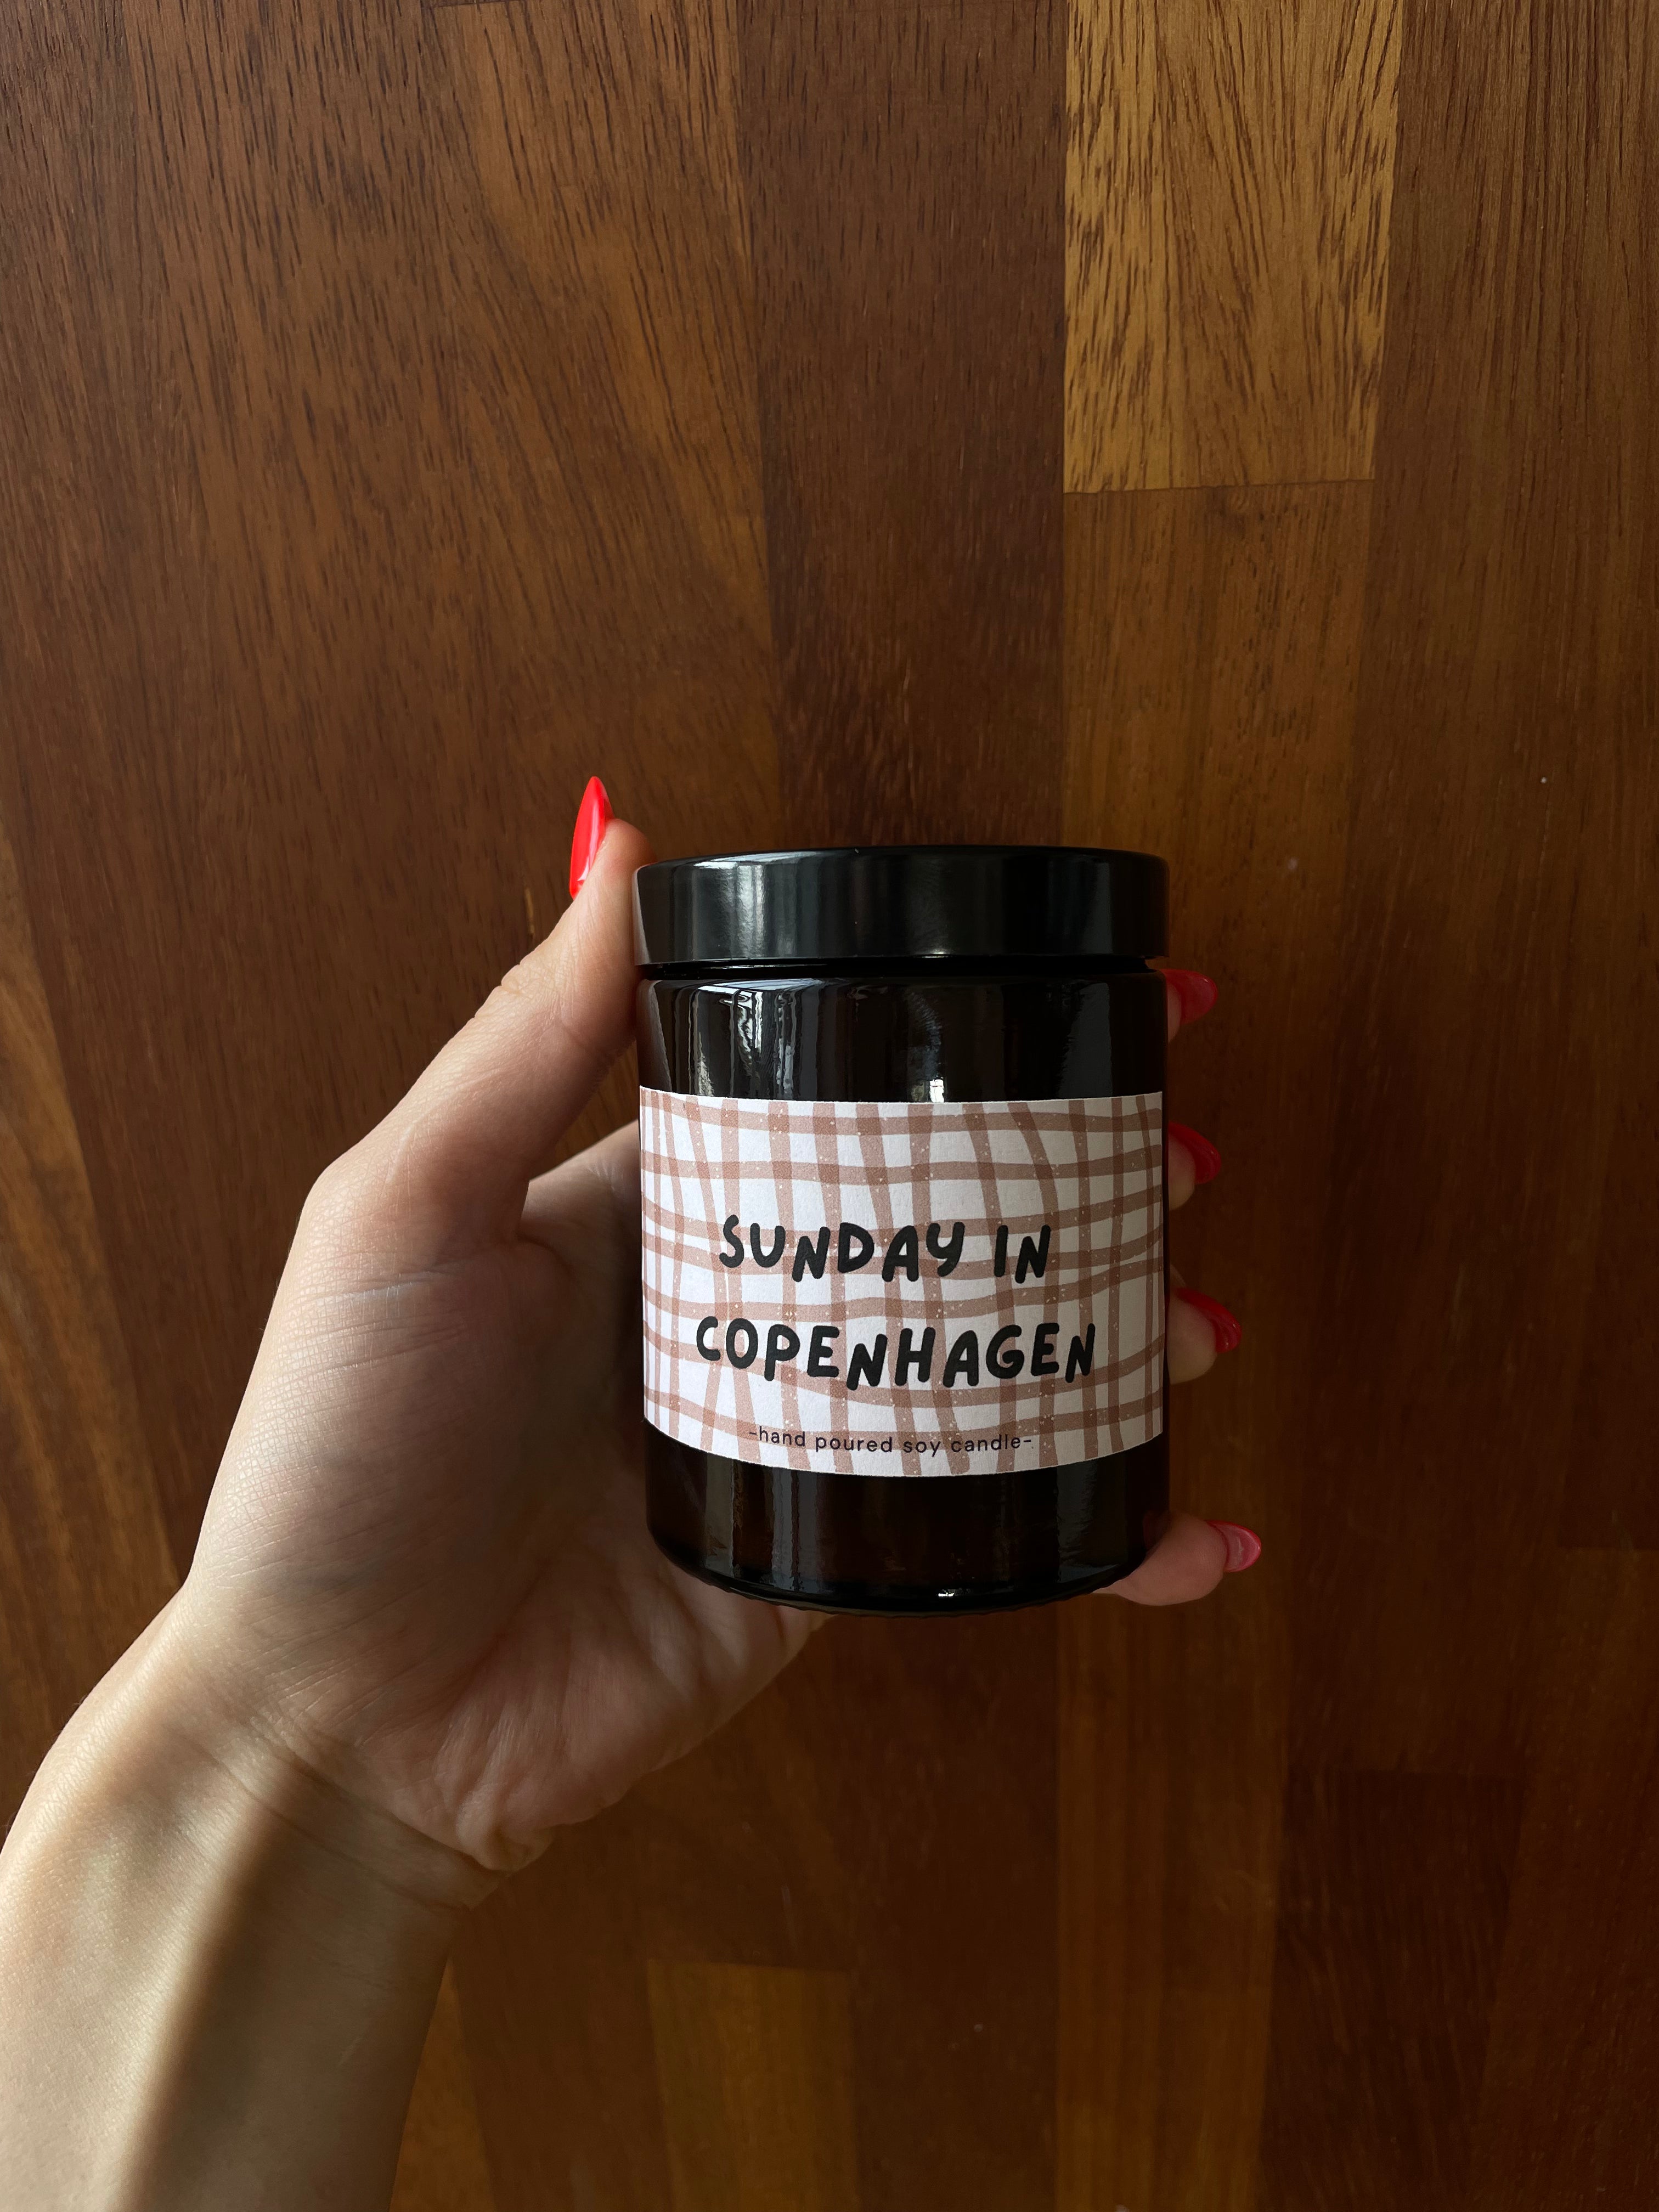 SUNDAY IN
COPENHAGEN
-hand poured soy candle-